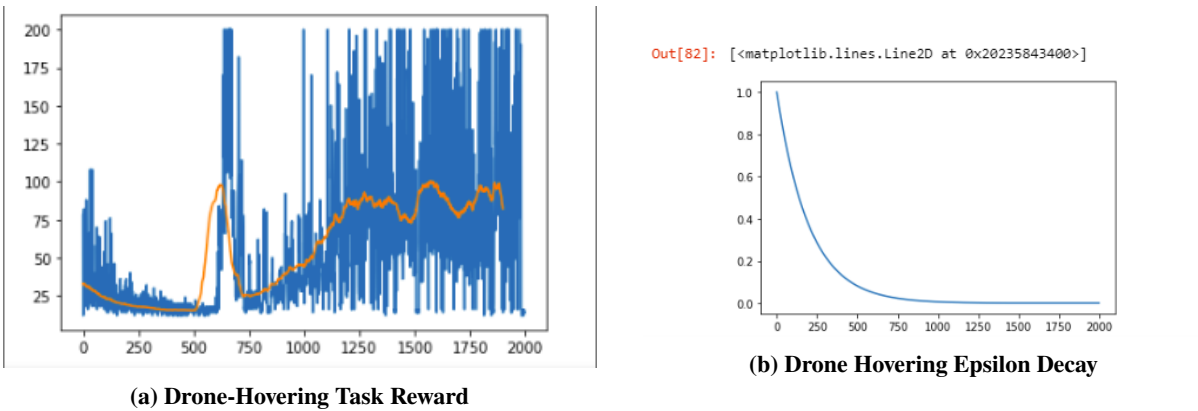 200
175
150
125
100
75
50
25
0 250 500 750 1000 1250 1500 1750 2000
(a) Drone-Hovering Task Reward
Out[82]: [<matplotlib.lines.Line2D at 0x20235843400>]
1.0
0.8
0.6
0.4
0.2
0.0
0 250 500 750 1000 1250 1500 1750 2000
(b) Drone Hovering Epsilon Decay